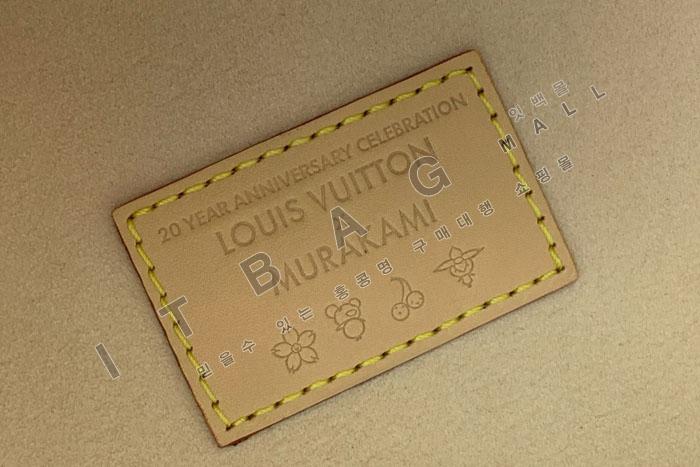 20 YEAR ANNIVERSARY CELEBRATION
LOUIS VUITTON
MURAKAMI
IT BAG MALL
잇백몰
믿을수 있는 홍콩명 구매대행 쇼핑몰